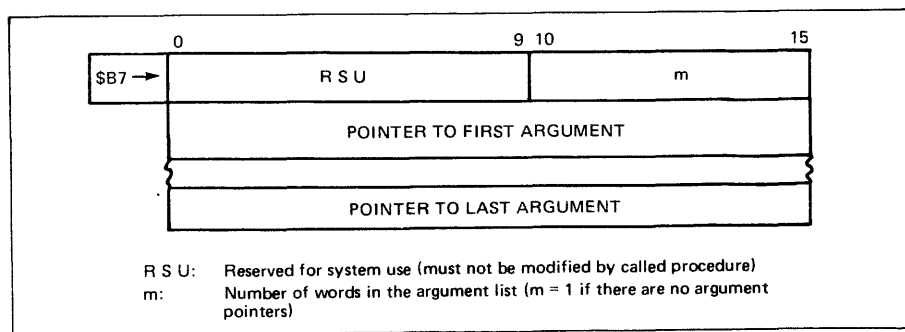 0 9 10 15
$B7 → R S U m
POINTER TO FIRST ARGUMENT
POINTER TO LAST ARGUMENT
R S U: Reserved for system use (must not be modified by called procedure)
m: Number of words in the argument list (m = 1 if there are no argument
pointers)